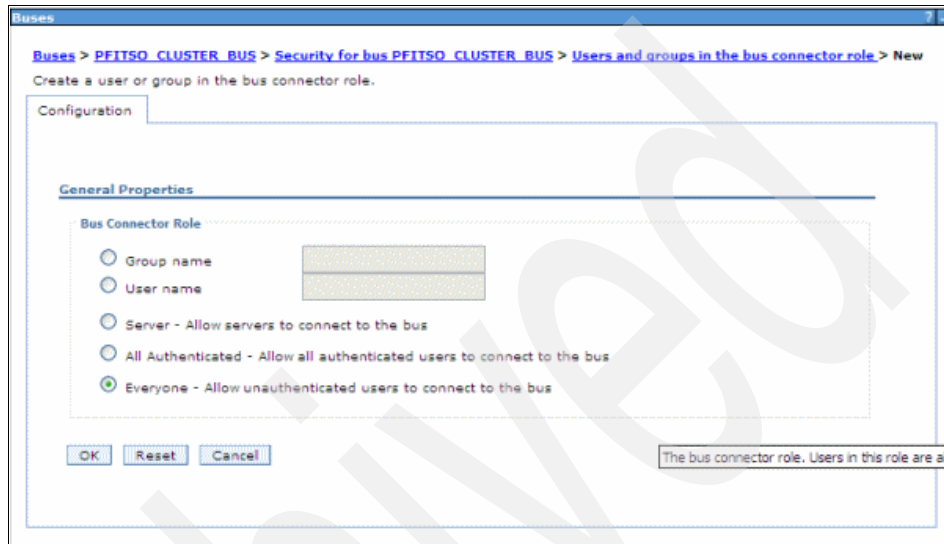 Buses
?
Buses > PFITSO_CLUSTER_BUS > Security for bus PFITSO_CLUSTER_BUS > Users and groups in the bus connector role > New
Create a user or group in the bus connector role.
Configuration
General Properties
Bus Connector Role
Group name
User name
Server - Allow servers to connect to the bus
All Authenticated - Allow all authenticated users to connect to the bus
Everyone - Allow unauthenticated users to connect to the bus
OK Reset Cancel
The bus connector role. Users in this role are a
hived